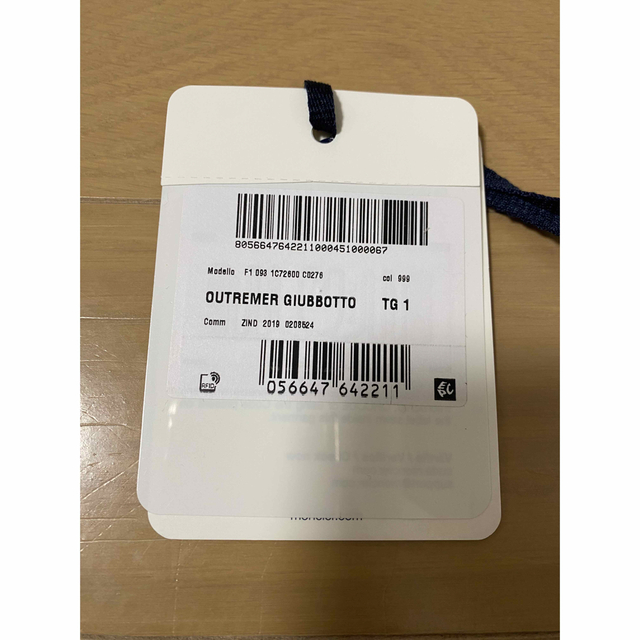 8056647642211000451000067
Modello F1 093 1C72600 C0276 col 999
OUTREMER GIUBBOTTO TG 1
Comm ZIND 2019 0208524
056647 642211
RFID
EPC